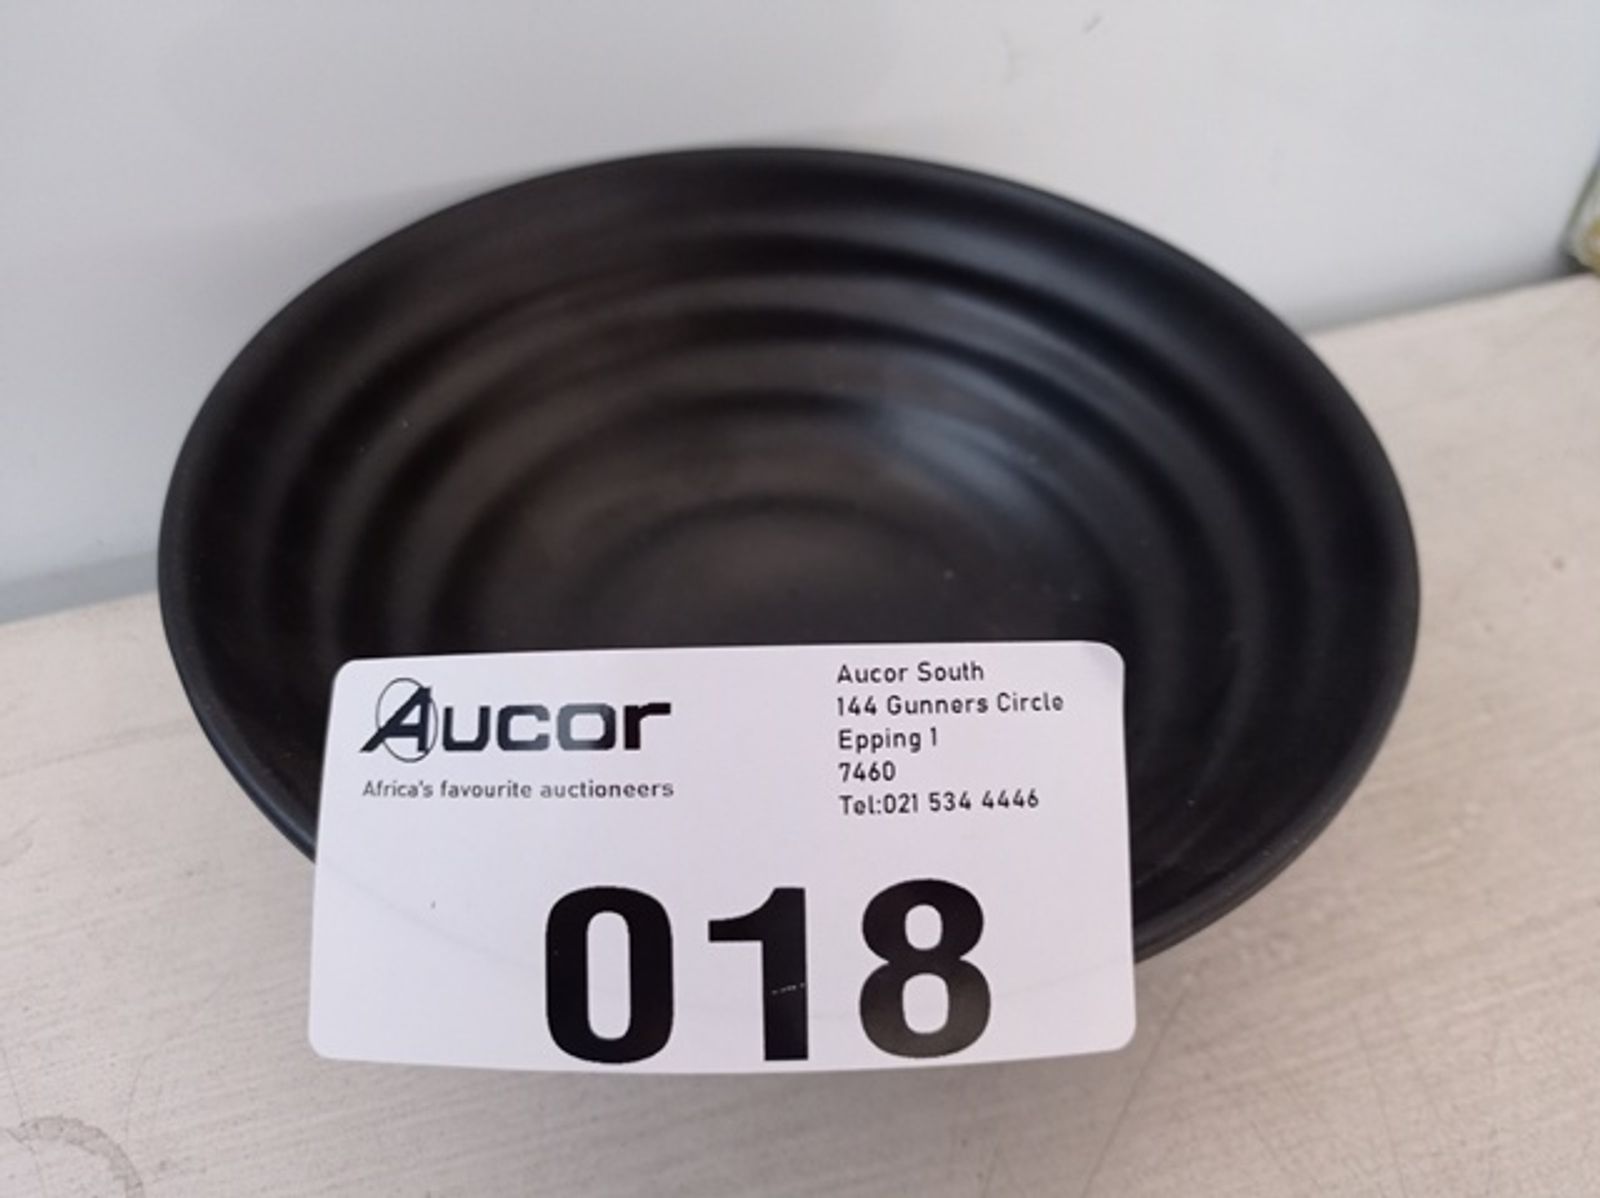 Aucor
Africa's favourite auctioneers
Aucor South
144 Gunners Circle
Epping 1
7460
Tel:021 534 4446
018